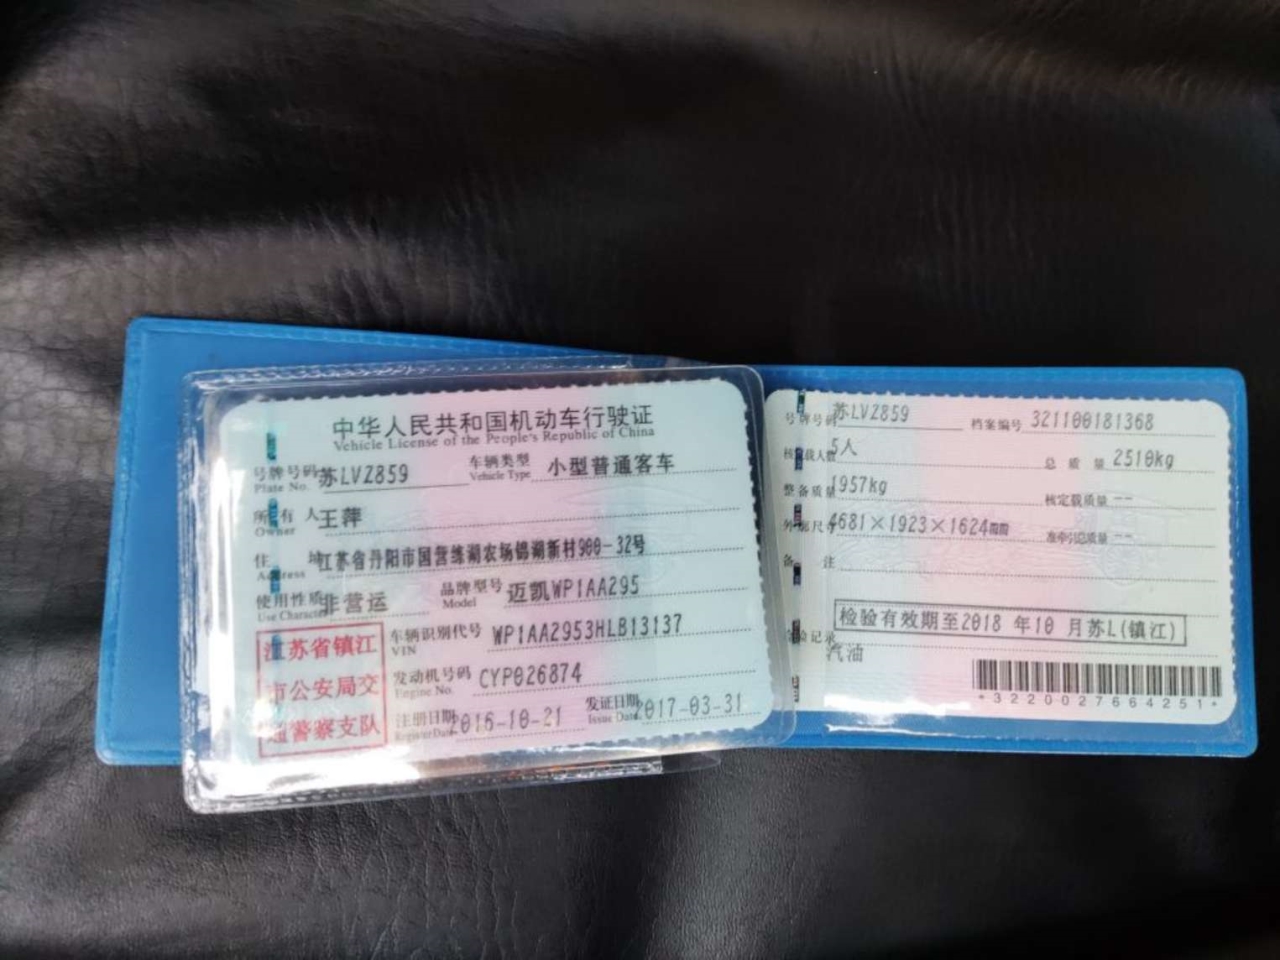 中华人民共和国机动车行驶证
Vehicle License of the People's Republic of China
号牌号码 苏LV2859 车辆类型 小型普通客车
Plate No. Vehicle Type
所有人 王萍
Owner
住 址 江苏省丹阳市国营练湖农场锦湖新村900-32号
Address
使用性质 非营运 品牌型号 迈凯WP1AA295
Use Character Model
江苏省镇江
市公安局交
通警察支队
车辆识别代号 WP1AA2953HLB13137
VIN
发动机号码 CYP026874
Engine No.
注册日期 2016-10-21 发证日期 2017-03-31
Register Date Issue Date
号牌号码 苏LV2859 档案编号 321100181368
核定载人数 5人 总质量 2510kg
整备质量 1957kg 核定载质量 --
外廓尺寸 4681×1923×1624mm 准牵引总质量 --
备 注
检验有效期至2018 年10 月苏L(镇江)
检验记录
汽油
*3220027664251*